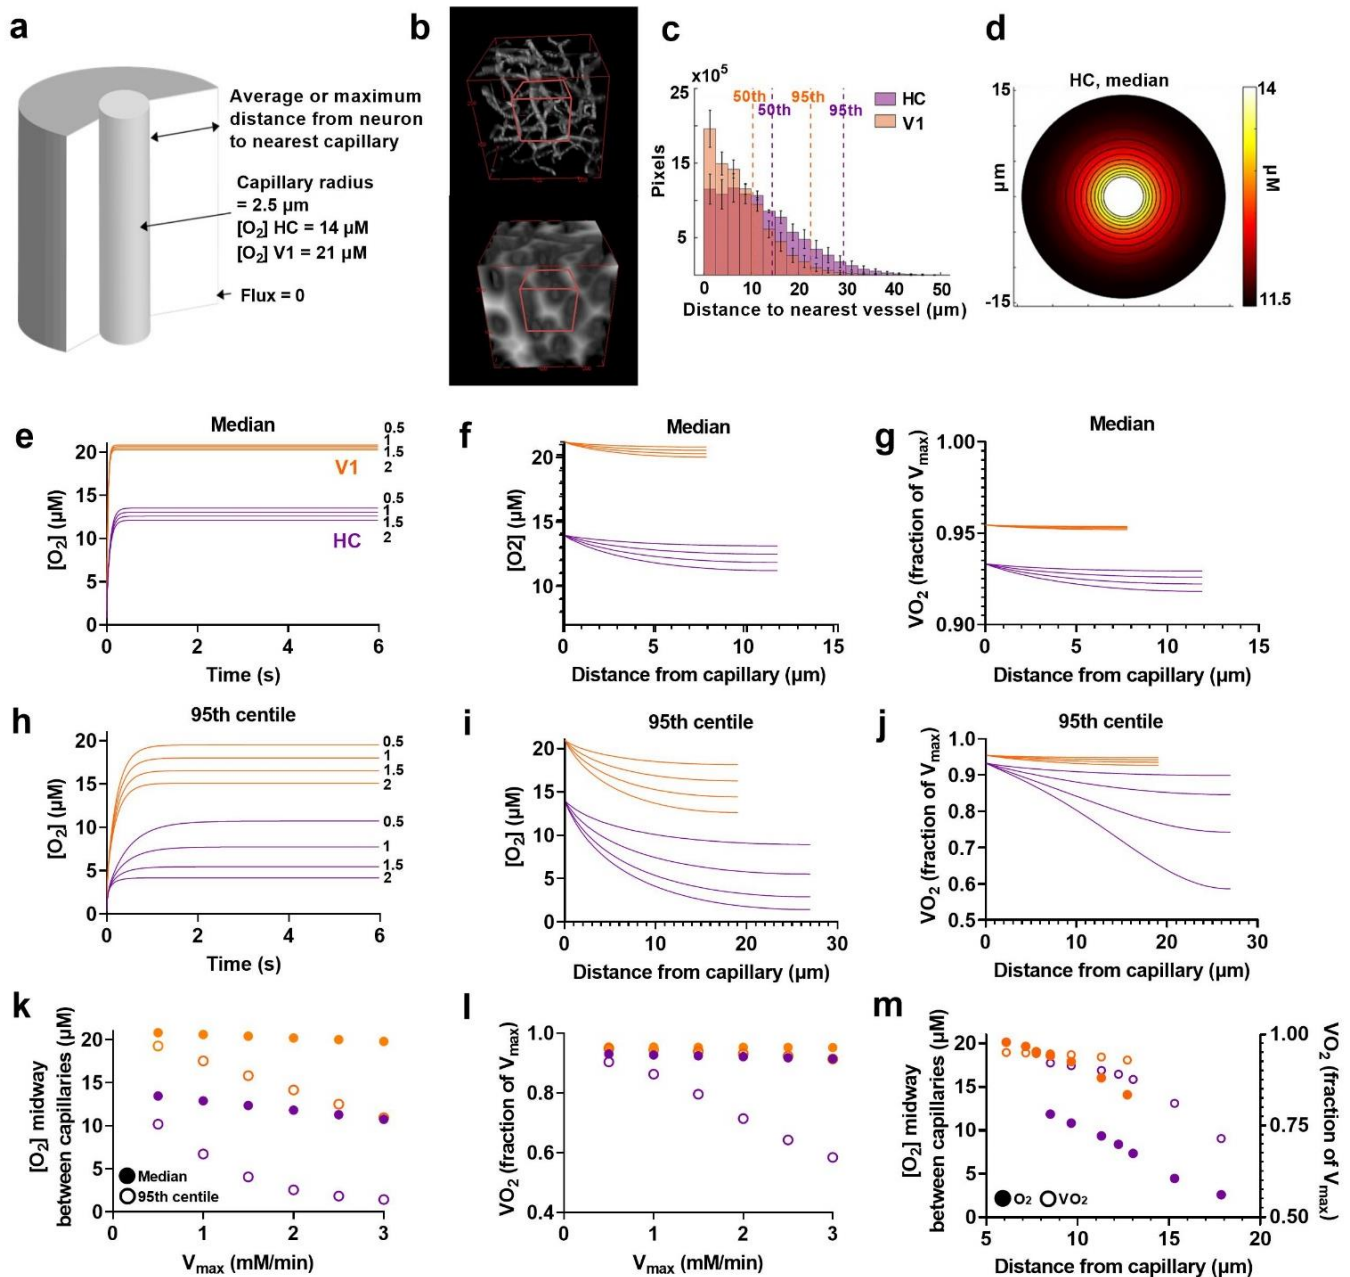 a
Average or maximum
distance from neuron
to nearest capillary
Capillary radius
= 2.5 µm
[O₂] HC = 14 µM
[O₂] V1 = 21 µM
Flux = 0
b
c
x10⁵
25
15
5
Pixels
50th
95th
50th
95th
HC
V1
0 10 20 30 40 50
Distance to nearest vessel (µm)
d
HC, median
15
µm
-15
14
µM
11.5
e
Median
[O₂] (µM)
20
15
10
5
0
0.5
1
1.5
2
V1
0.5
1
1.5
2
HC
0 2 4 6
Time (s)
f
Median
[O2] (µM)
20
15
10
0 5 10 15
Distance from capillary (µm)
g
Median
VO₂ (fraction of Vmax)
1.00
0.95
0.90
0 5 10 15
Distance from capillary (µm)
h
95th centile
[O₂] (µM)
20
15
10
5
0
0.5
1
1.5
2
0.5
1
1.5
2
0 2 4 6
Time (s)
i
95th centile
[O₂] (µM)
20
15
10
5
0
0 10 20 30
Distance from capillary (µm)
j
95th centile
VO₂ (fraction of Vmax)
1.0
0.9
0.8
0.7
0.6
0.5
0 10 20 30
Distance from capillary (µm)
k
[O₂] midway
between capillaries (µM)
20
15
10
5
0
Median
95th centile
0 1 2 3
Vmax (mM/min)
l
VO₂ (fraction of Vmax)
1.0
0.8
0.6
0.4
0 1 2 3
Vmax (mM/min)
m
[O₂] midway
between capillaries (µM)
20
15
10
5
0
O₂
VO₂
5 10 15 20
Distance from capillary (µm)
1.00
0.75
0.50
VO₂ (fraction
of Vmax)